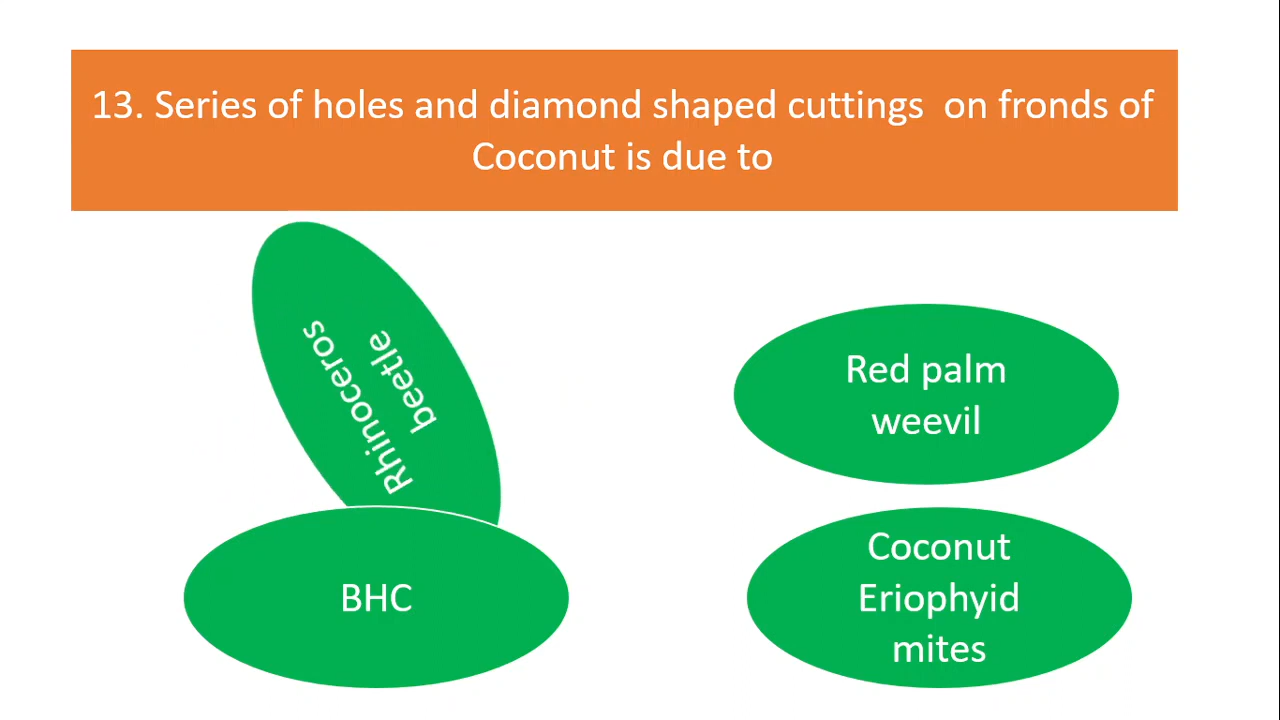 13. Series of holes and diamond shaped cuttings on fronds of
Coconut is due to
Rhinoceros
beetle
Red palm
weevil
BHC
Coconut
Eriophyid
mites